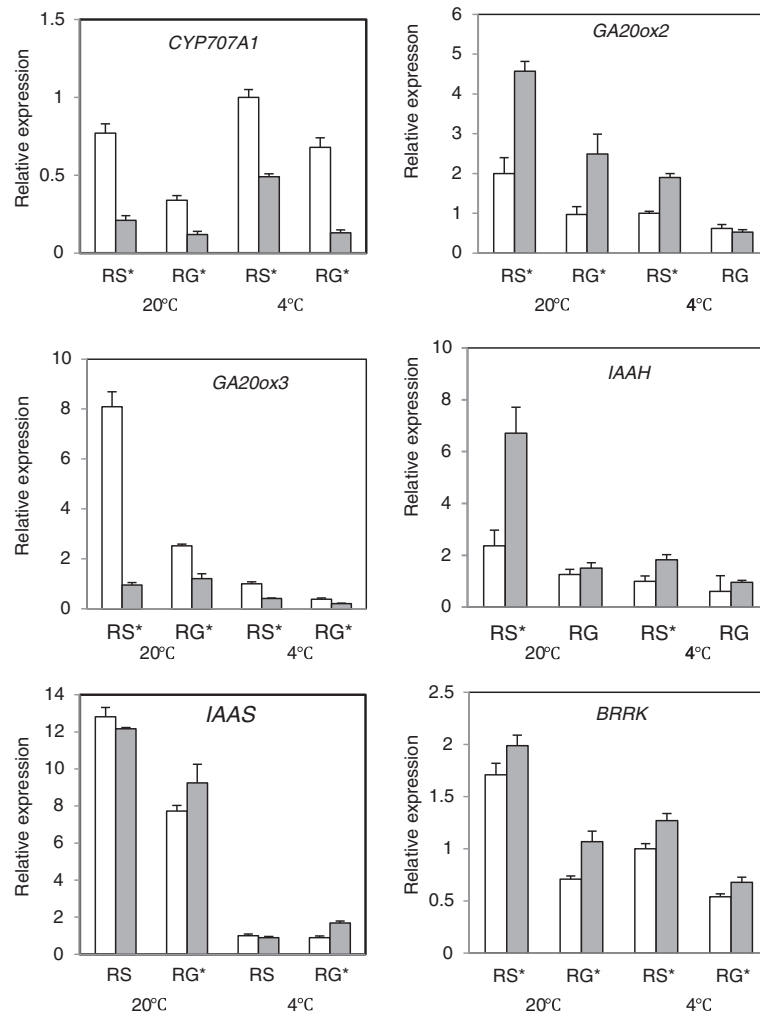 CYP707A1
Relative expression
1.5
1
0.5
0
RS* RG* RS* RG*
20°C 4°C
GA20ox2
Relative expresson
6
5
4
3
2
1
0
RS* RG* RS* RG
20°C 4°C
GA20ox3
Relative expression
10
8
6
4
2
0
RS* RG* RS* RG*
20°C 4°C
IAAH
Relative expression
10
8
6
4
2
0
RS* RG RS* RG
20°C 4°C
IAAS
Relative expression
14
12
10
8
6
4
2
0
RS RG* RS RG*
20°C 4°C
BRRK
Relative expression
2.5
2
1.5
1
0.5
0
RS* RG* RS* RG*
20°C 4°C